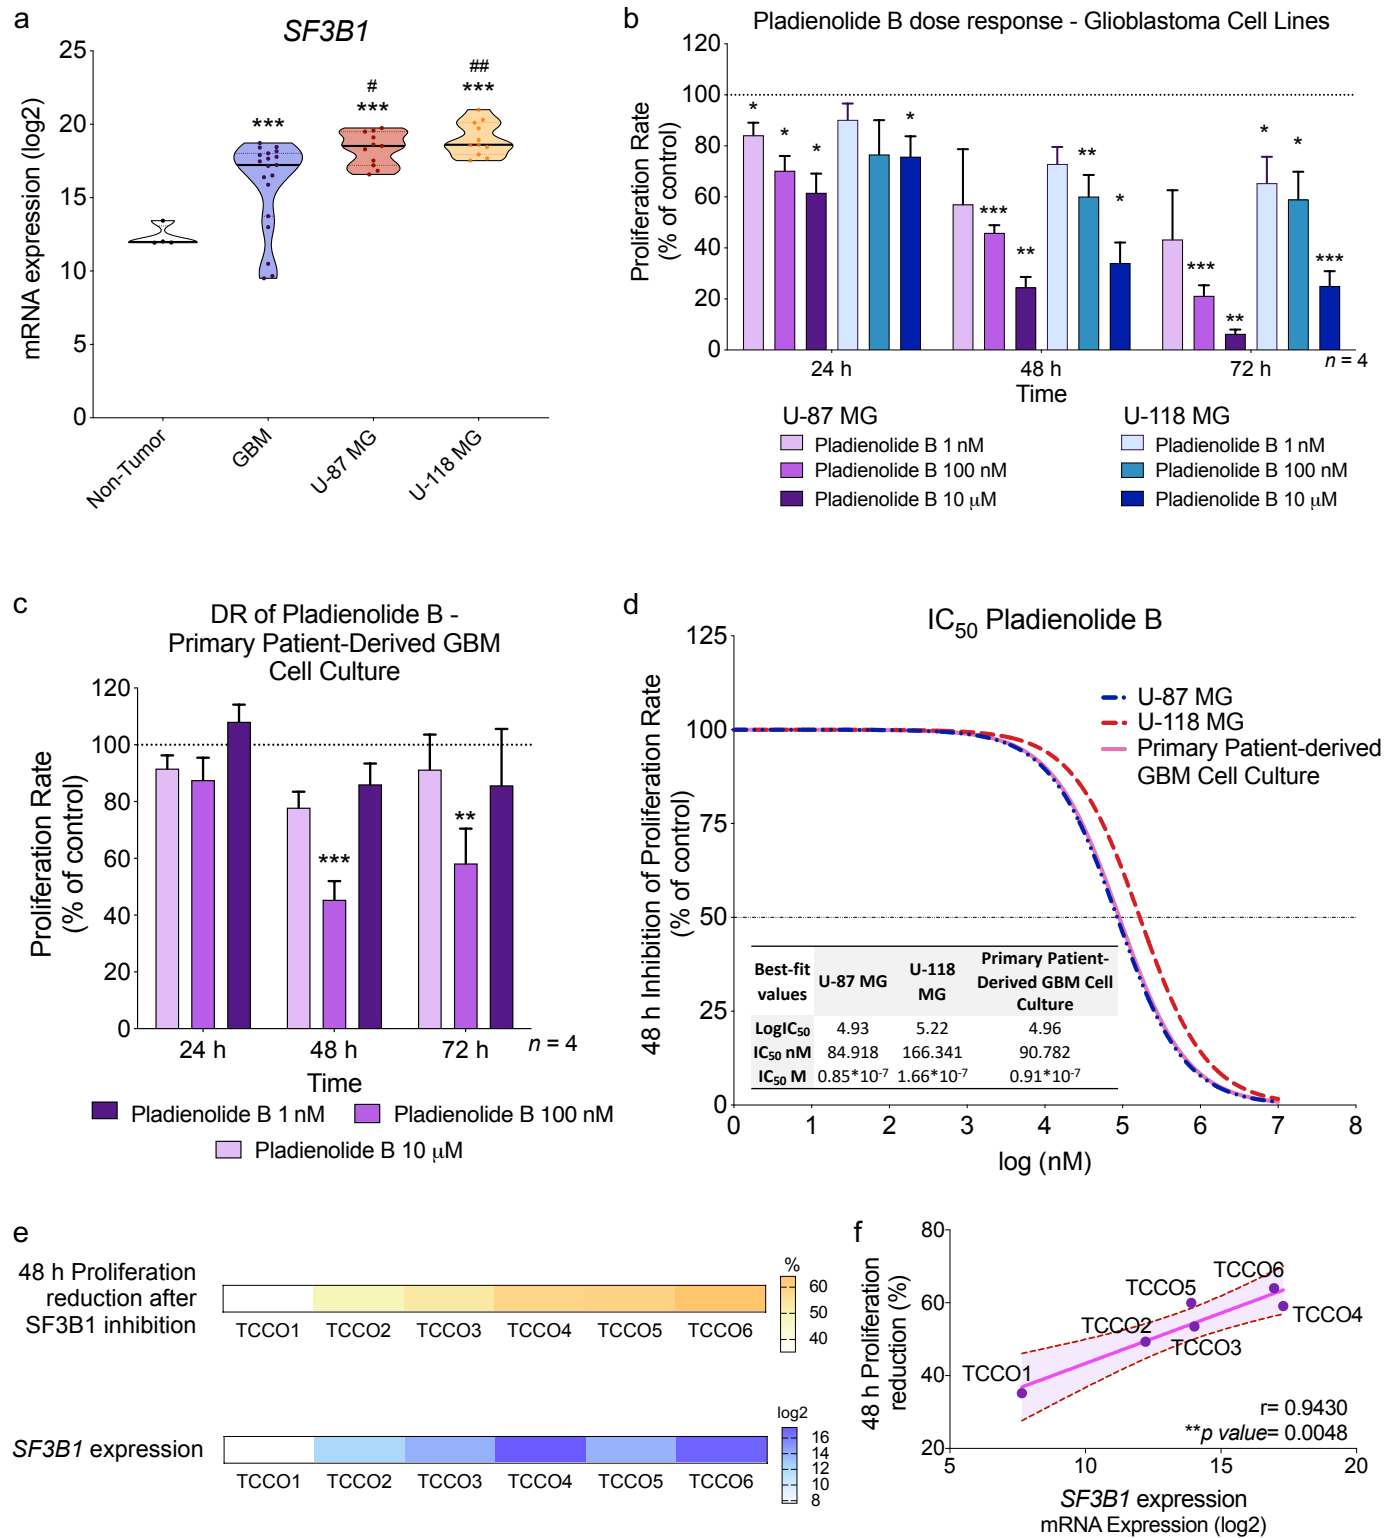 a
SF3B1
mRNA expression (log2)
25
20
15
10
5
0
***
#
***
##
***
Non-Tumor
GBM
U-87 MG
U-118 MG
b
Pladienolide B dose response - Glioblastoma Cell Lines
Proliferation Rate
(% of control)
120
100
80
60
40
20
0
*
*
*
*
***
**
**
*
***
**
*
*
***
24 h
48 h
72 h
n = 4
Time
U-87 MG
Pladienolide B 1 nM
Pladienolide B 100 nM
Pladienolide B 10 μM
U-118 MG
Pladienolide B 1 nM
Pladienolide B 100 nM
Pladienolide B 10 μM
c
DR of Pladienolide B -
Primary Patient-Derived GBM
Cell Culture
Proliferation Rate
(% of control)
120
100
80
60
40
20
0
***
**
24 h
48 h
72 h
n = 4
Time
Pladienolide B 1 nM
Pladienolide B 100 nM
Pladienolide B 10 μM
d
IC50 Pladienolide B
48 h Inhibition of Proliferation Rate
(% of control)
125
100
75
50
25
0
U-87 MG
U-118 MG
Primary Patient-derived
GBM Cell Culture
Best-fit values U-87 MG U-118 MG Primary Patient-Derived GBM Cell Culture
LogIC50 4.93 5.22 4.96
IC50 nM 84.918 166.341 90.782
IC50 M 0.85*10-7 1.66*10-7 0.91*10-7
0 1 2 3 4 5 6 7 8
log (nM)
e
48 h Proliferation
reduction after
SF3B1 inhibition
TCCO1 TCCO2 TCCO3 TCCO4 TCCO5 TCCO6
%
60
50
40
SF3B1 expression
TCCO1 TCCO2 TCCO3 TCCO4 TCCO5 TCCO6
log2
16
14
12
10
8
f
48 h Proliferation
reduction (%)
80
60
40
20
TCCO1
TCCO2
TCCO5
TCCO3
TCCO6
TCCO4
r= 0.9430
**p value= 0.0048
5 10 15 20
SF3B1 expression
mRNA Expression (log2)